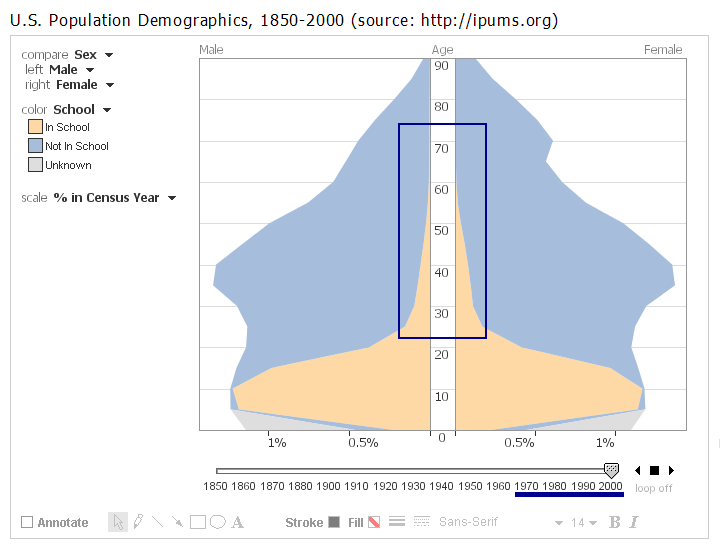 U.S. Population Demographics, 1850-2000 (source: http://ipums.org)
compare Sex
left Male
right Female
color School
In School
Not In School
Unknown
scale % in Census Year
Male Age Female
90
80
70
60
50
40
30
20
10
0
1% 0.5% 0.5% 1%
1850 1860 1870 1880 1890 1900 1910 1920 1930 1940 1950 1960 1970 1980 1990 2000
loop off
Annotate A Stroke Fill Sans-Serif 14 B I